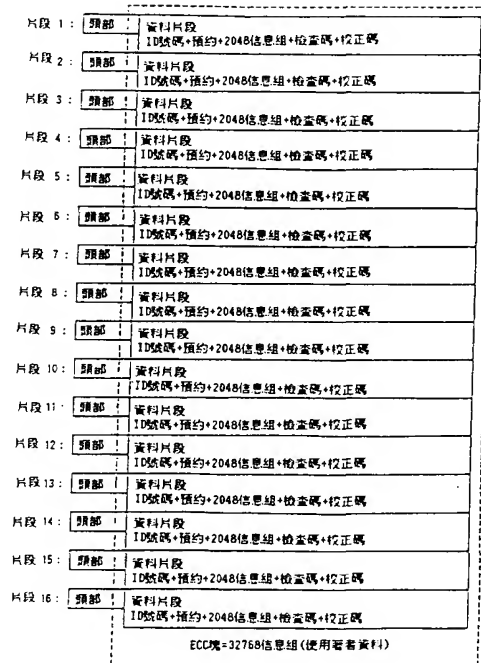 片段 1: 頭部 資料片段
ID號碼+預約+2048信息組+檢查碼+校正碼
片段 2: 頭部 資料片段
ID號碼+預約+2048信息組+檢查碼+校正碼
片段 3: 頭部 資料片段
ID號碼+預約+2048信息組+檢查碼+校正碼
片段 4: 頭部 資料片段
ID號碼+預約+2048信息組+檢查碼+校正碼
片段 5: 頭部 資料片段
ID號碼+預約+2048信息組+檢查碼+校正碼
片段 6: 頭部 資料片段
ID號碼+預約+2048信息組+檢查碼+校正碼
片段 7: 頭部 資料片段
ID號碼+預約+2048信息組+檢查碼+校正碼
片段 8: 頭部 資料片段
ID號碼+預約+2048信息組+檢查碼+校正碼
片段 9: 頭部 資料片段
ID號碼+預約+2048信息組+檢查碼+校正碼
片段 10: 頭部 資料片段
ID號碼+預約+2048信息組+檢查碼+校正碼
片段 11: 頭部 資料片段
ID號碼+預約+2048信息組+檢查碼+校正碼
片段 12: 頭部 資料片段
ID號碼+預約+2048信息組+檢查碼+校正碼
片段 13: 頭部 資料片段
ID號碼+預約+2048信息組+檢查碼+校正碼
片段 14: 頭部 資料片段
ID號碼+預約+2048信息組+檢查碼+校正碼
片段 15: 頭部 資料片段
ID號碼+預約+2048信息組+檢查碼+校正碼
片段 16: 頭部 資料片段
ID號碼+預約+2048信息組+檢查碼+校正碼
ECC塊=32768信息組(使用著者資料)